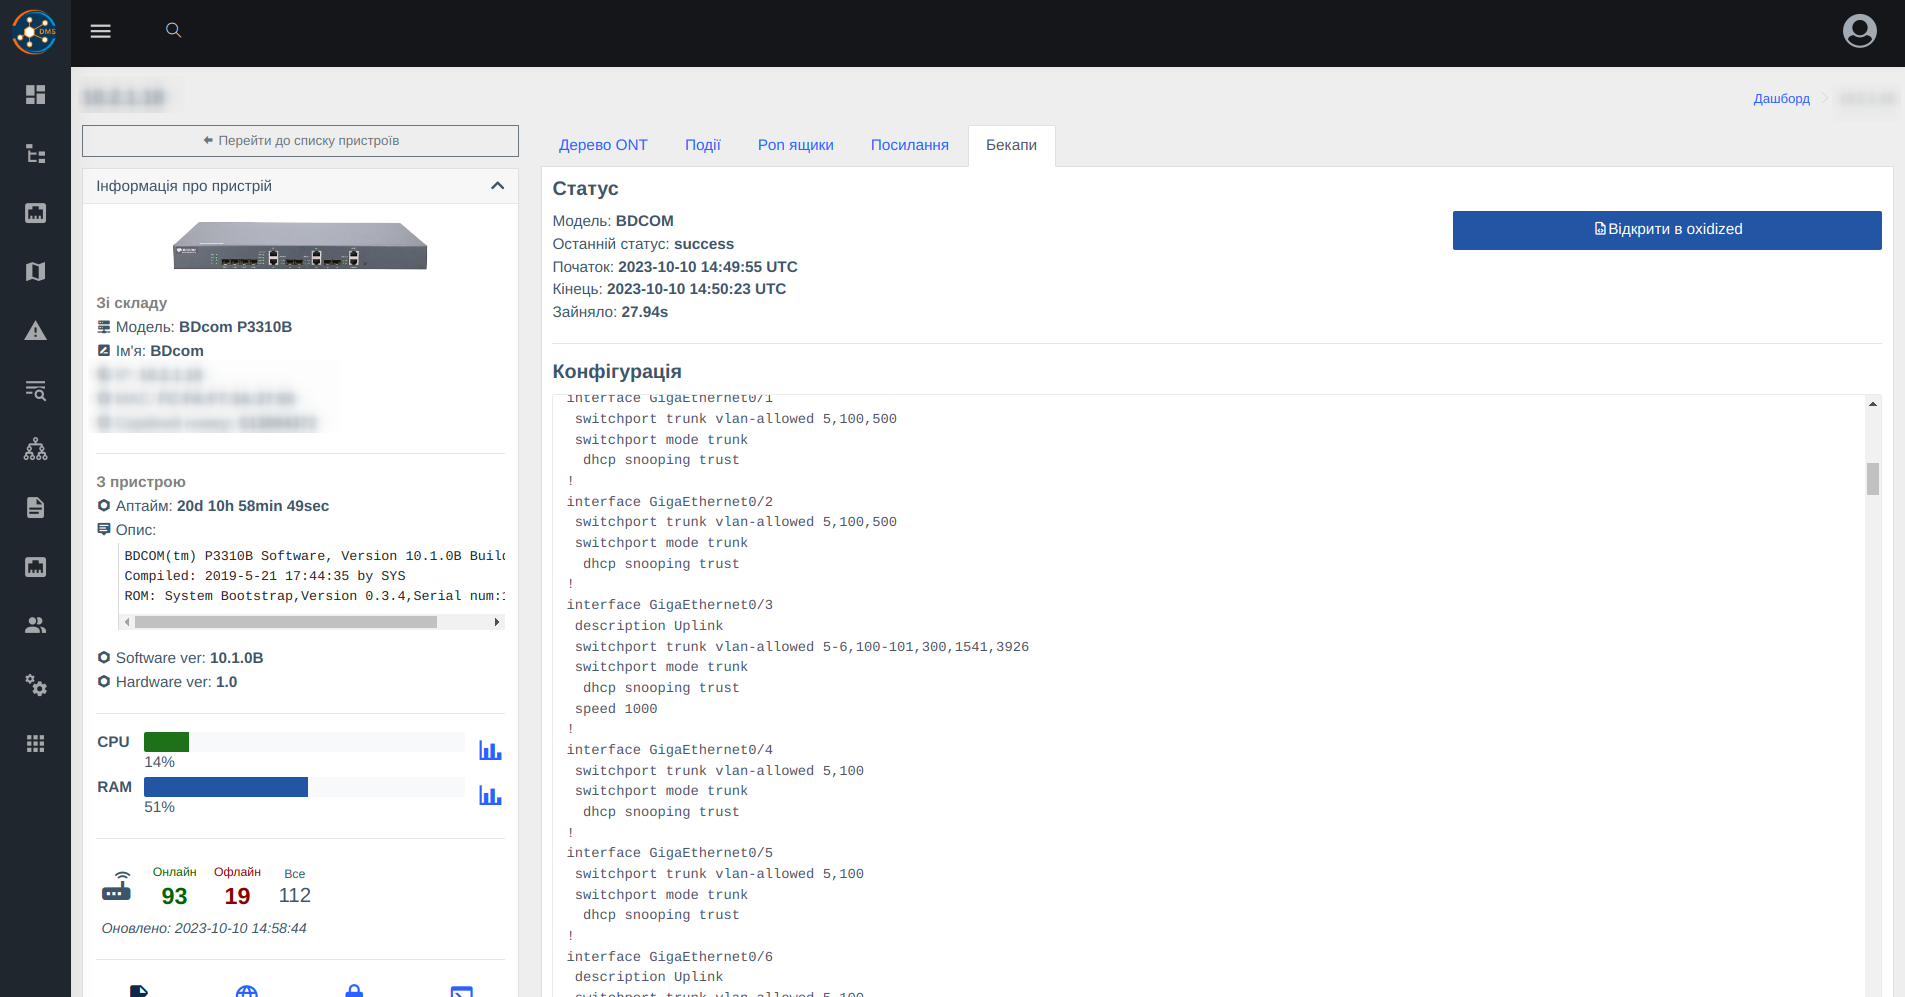 DMS
Дашборд
Перейти до списку пристроїв
Інформація про пристрій
Зі складу
Модель: BDcom P3310B
Ім'я: BDcom
З пристрою
Аптайм: 20d 10h 58min 49sec
Опис:
BDCOM(tm) P3310B Software, Version 10.1.0B
Compiled: 2019-5-21 17:44:35 by SYS
ROM: System Bootstrap,Version 0.3.4,Serial num:
Software ver: 10.1.0B
Hardware ver: 1.0
CPU
14%
RAM
51%
Онлайн Офлайн Все
93 19 112
Оновлено: 2023-10-10 14:58:44
Дерево ONT Події Pon ящики Посилання Бекапи
Статус
Модель: BDCOM
Останній статус: success
Початок: 2023-10-10 14:49:55 UTC
Кінець: 2023-10-10 14:50:23 UTC
Зайняло: 27.94s
Відкрити в oxidized
Конфігурація
interface GigaEthernet0/1
switchport trunk vlan-allowed 5,100,500
switchport mode trunk
dhcp snooping trust
!
interface GigaEthernet0/2
switchport trunk vlan-allowed 5,100,500
switchport mode trunk
dhcp snooping trust
!
interface GigaEthernet0/3
description Uplink
switchport trunk vlan-allowed 5-6,100-101,300,1541,3926
switchport mode trunk
dhcp snooping trust
speed 1000
!
interface GigaEthernet0/4
switchport trunk vlan-allowed 5,100
switchport mode trunk
dhcp snooping trust
!
interface GigaEthernet0/5
switchport trunk vlan-allowed 5,100
switchport mode trunk
dhcp snooping trust
!
interface GigaEthernet0/6
description Uplink
switchport trunk vlan-allowed 5,100